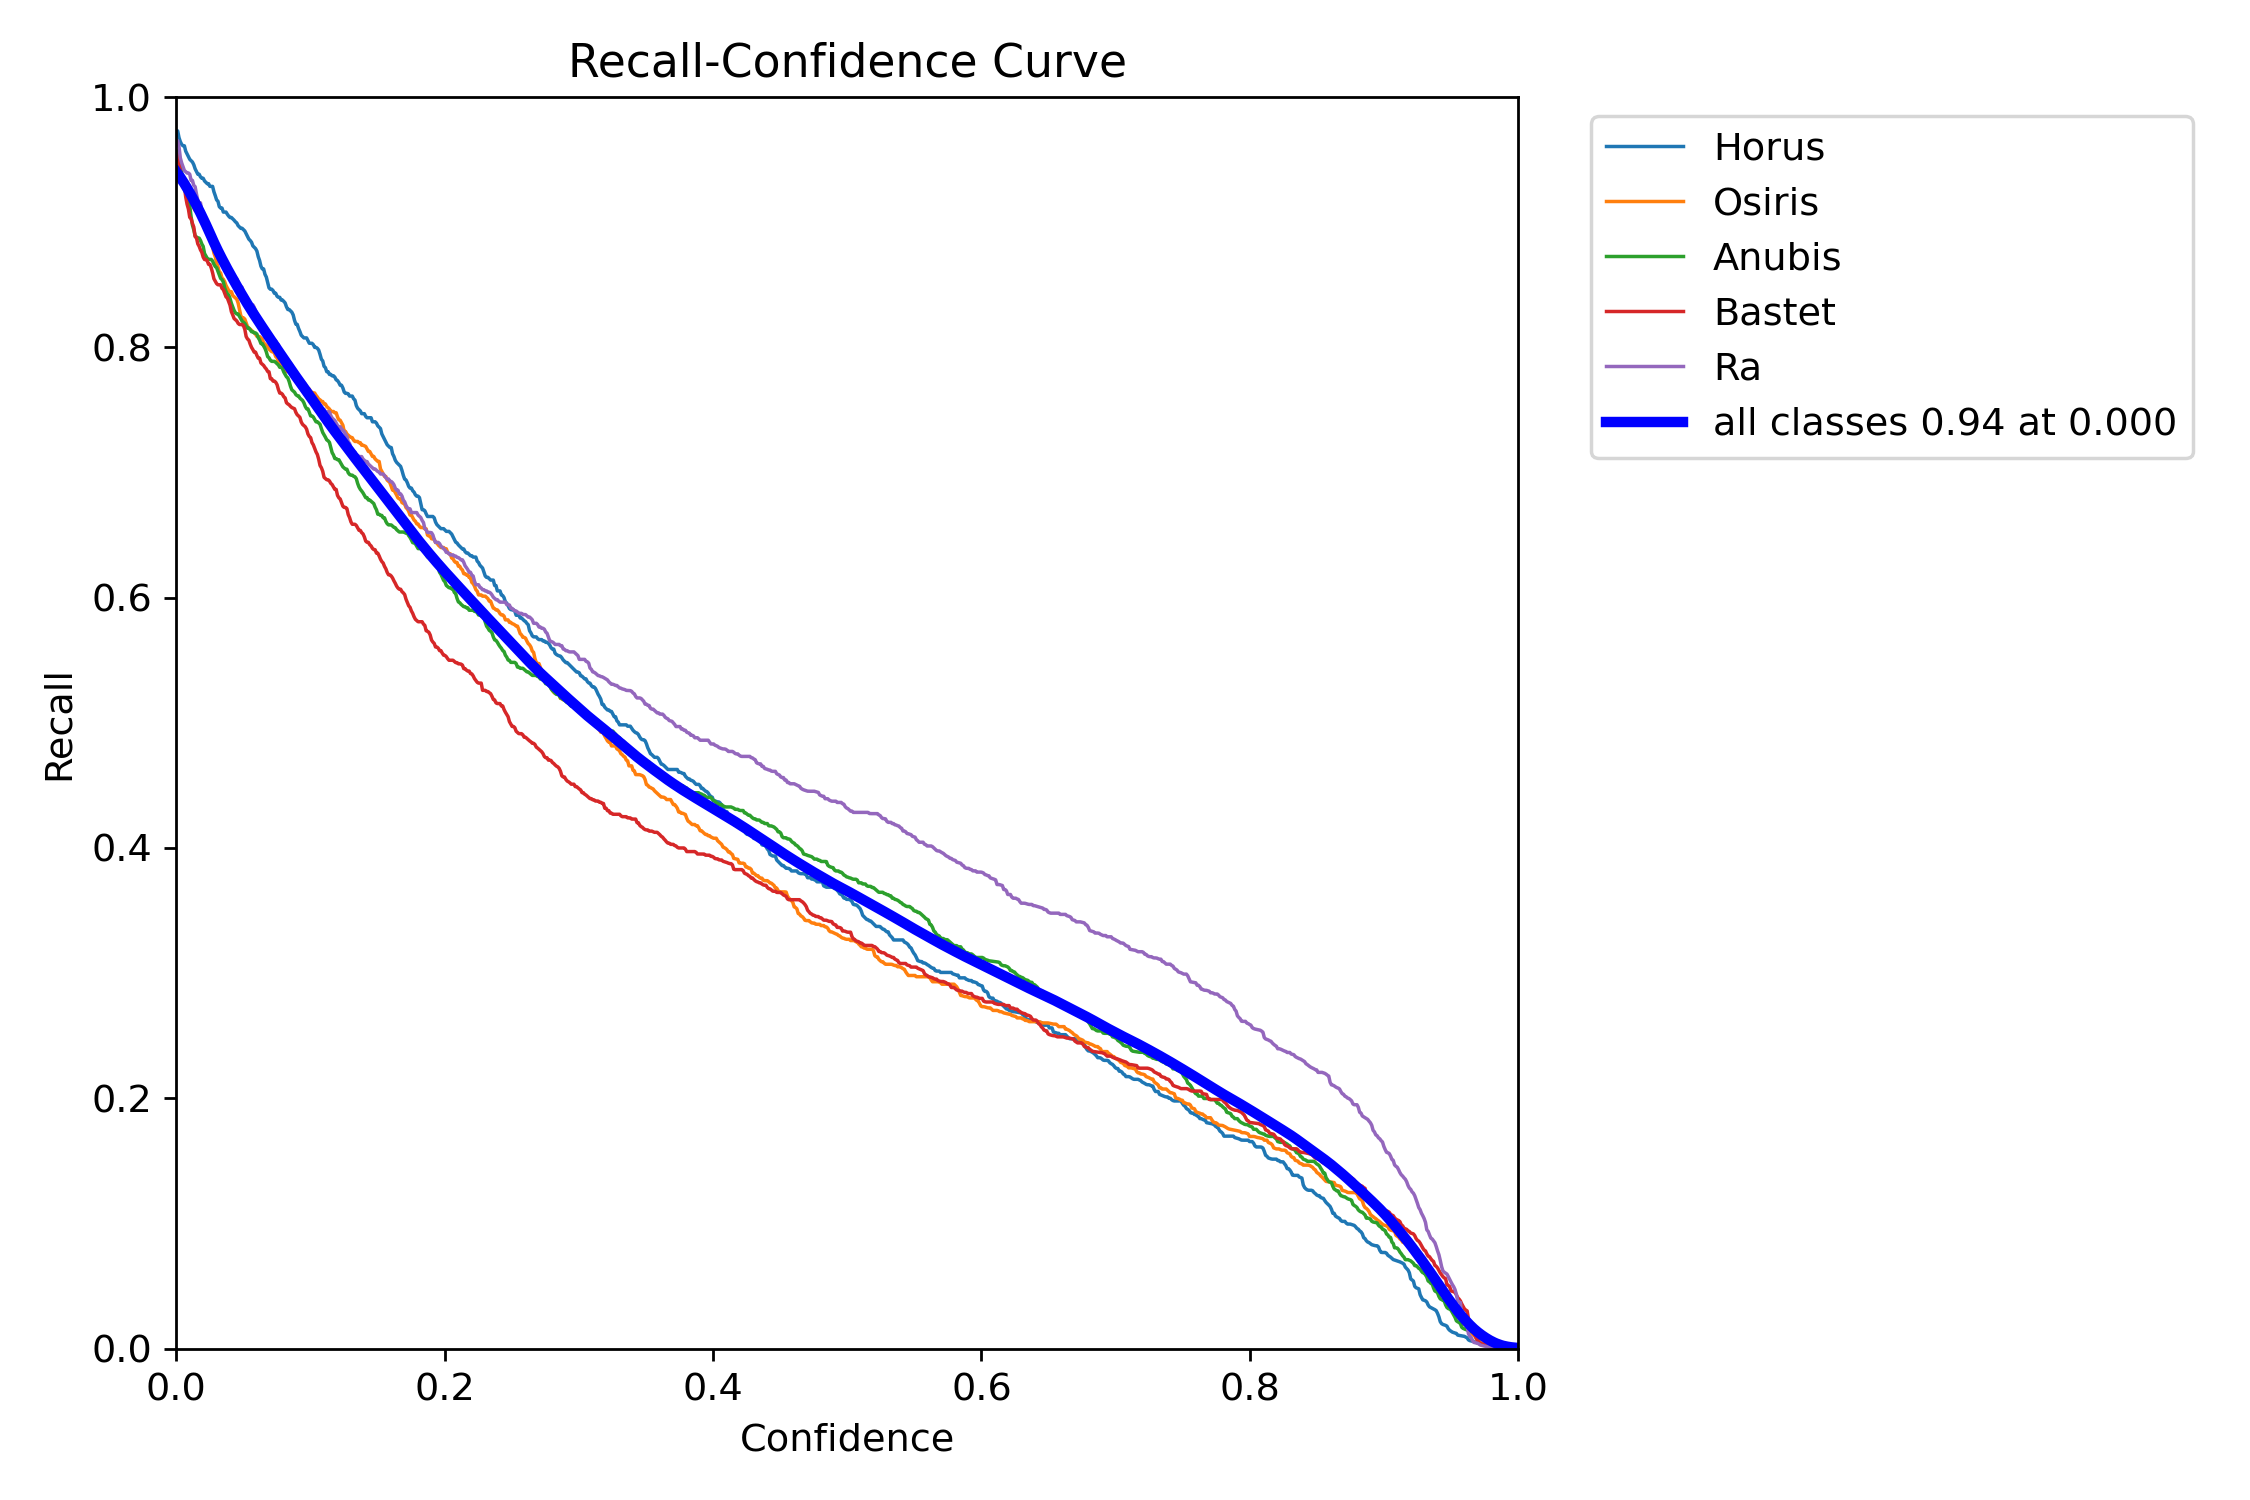 Recall-Confidence Curve
1.0
0.8
0.6
0.4
0.2
0.0
Recall
0.0 0.2 0.4 0.6 0.8 1.0
Confidence
Horus
Osiris
Anubis
Bastet
Ra
all classes 0.94 at 0.000